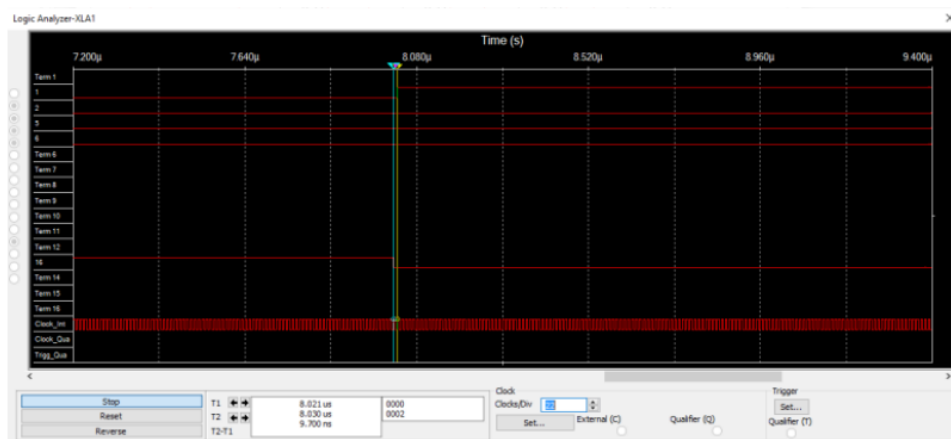 Logic Analyzer-XLA1
Time (s)
7.200µ 7.640µ 8.080µ 8.520µ 8.960µ 9.400µ
Term 1
1
2
5
6
Term 6
Term 7
Term 8
Term 9
Term 10
Term 11
Term 12
16
Term 14
Term 15
Term 16
Clock_Int
Clock_Qua
Trigg_Qua
Stop
Reset
Reverse
T1 8.021 us 0000
T2 8.030 us 0002
T2-T1 9.700 ns
Clock
Clocks/Div 22
Set... External (C) Qualifier (Q)
Trigger
Set...
Qualifier (T)